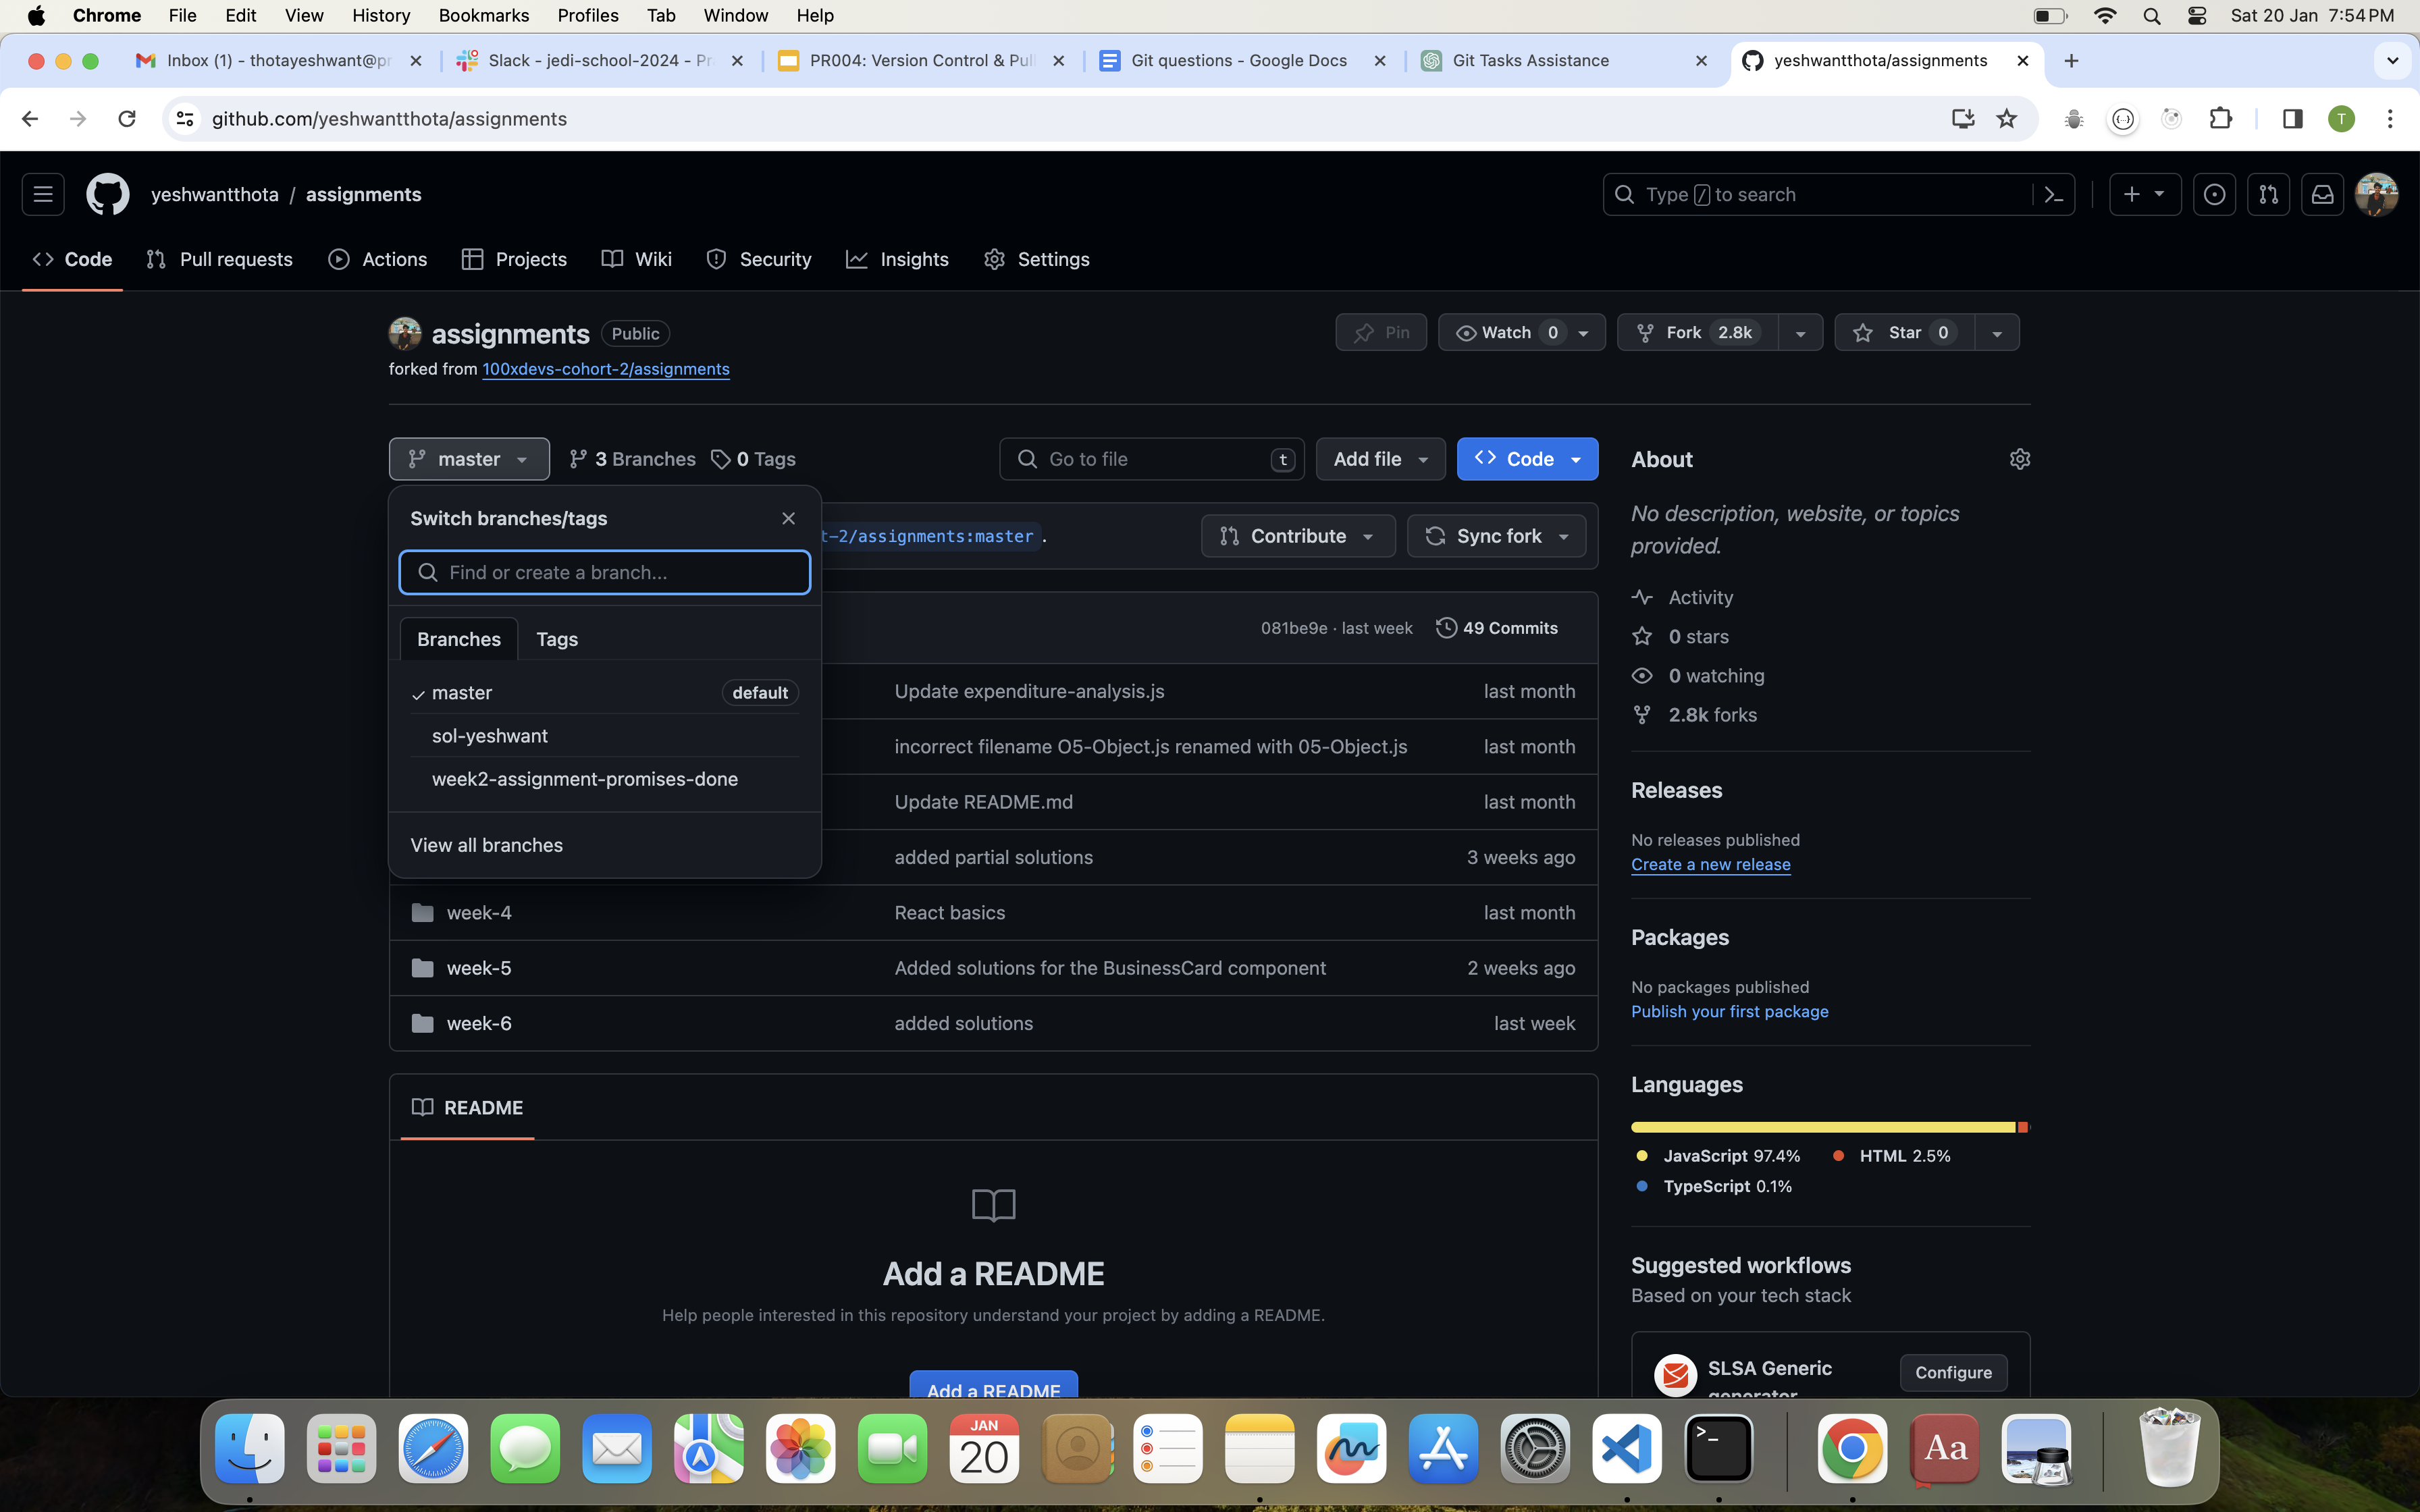 Chrome File Edit View History Bookmarks Profiles Tab Window Help Sat 20 Jan 7:54 PM
Inbox (1) - thotayeshwant@pr Slack - jedi-school-2024 - Pr PR004: Version Control & Pull Git questions - Google Docs Git Tasks Assistance yeshwantthota/assignments
github.com/yeshwantthota/assignments T
yeshwantthota / assignments Type / to search
Code Pull requests Actions Projects Wiki Security Insights Settings
assignments Public Pin Watch 0 Fork 2.8k Star 0
forked from 100xdevs-cohort-2/assignments
master 3 Branches 0 Tags Go to file t Add file Code About
Switch branches/tags
No description, website, or topics
provided.
t-2/assignments:master . Contribute Sync fork
Find or create a branch...
Activity
081be9e · last week 49 Commits
Branches Tags
0 stars
0 watching
master default
Update expenditure-analysis.js last month
2.8k forks
sol-yeshwant
incorrect filename O5-Object.js renamed with 05-Object.js last month
week2-assignment-promises-done
Releases
Update README.md last month
View all branches
No releases published
added partial solutions 3 weeks ago
Create a new release
week-4 React basics last month
Packages
week-5 Added solutions for the BusinessCard component 2 weeks ago
No packages published
Publish your first package
week-6 added solutions last week
Languages
README
JavaScript 97.4% HTML 2.5%
TypeScript 0.1%
Add a README
Suggested workflows
Based on your tech stack
Help people interested in this repository understand your project by adding a README.
SLSA Generic
generator
Configure
Add a README
JAN
20
>_
Aa